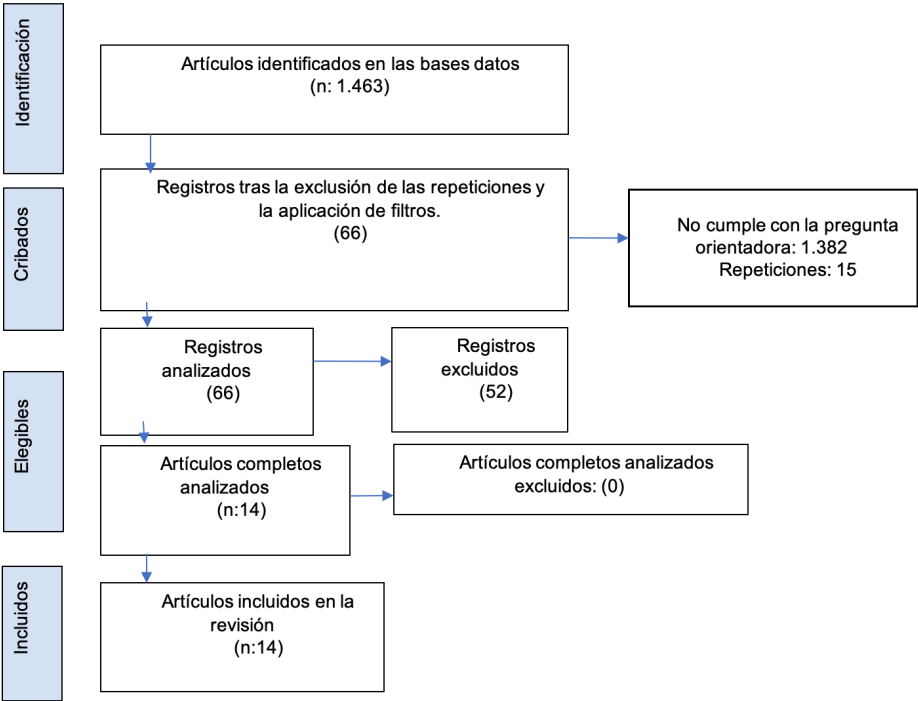 Identificación
Artículos identificados en las bases datos
(n: 1.463)
Cribados
Registros tras la exclusión de las repeticiones y
la aplicación de filtros.
(66)
No cumple con la pregunta
orientadora: 1.382
Repeticiones: 15
Elegibles
Registros
analizados
(66)
Registros
excluidos
(52)
Artículos completos
analizados
(n:14)
Artículos completos analizados
excluidos: (0)
Incluidos
Artículos incluidos en la
revisión
(n:14)